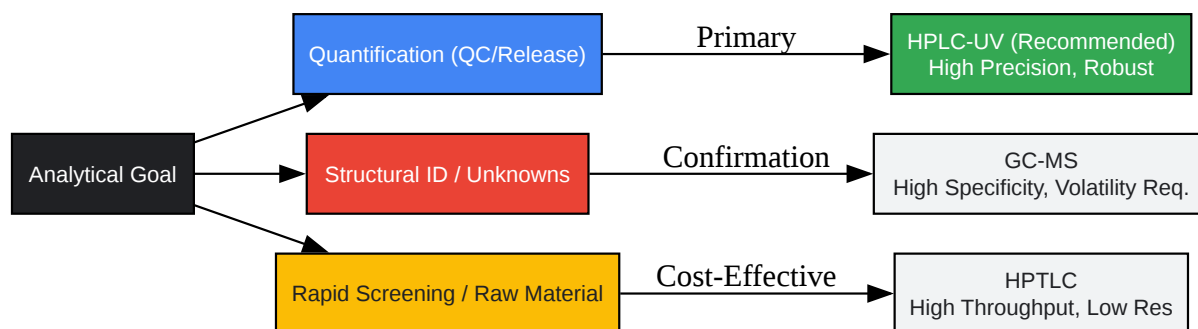 Quantification (QC/Release)
Primary
HPLC-UV (Recommended)
High Precision, Robust
Analytical Goal
Structural ID / Unknowns
Confirmation
GC-MS
High Specificity, Volatility Req.
Rapid Screening / Raw Material
Cost-Effective
HPTLC
High Throughput, Low Res